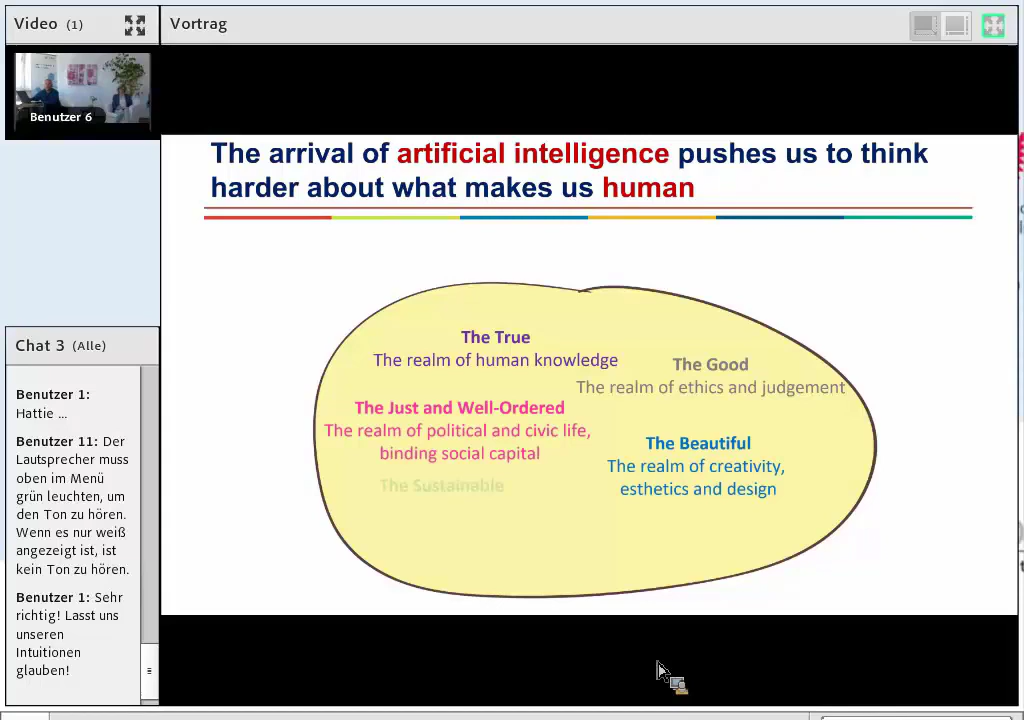 Video (1)
Vortrag
Benutzer 6
The arrival of artificial intelligence pushes us to think
harder about what makes us human
The True
The realm of human knowledge
The Good
The realm of ethics and judgement
The Just and Well-Ordered
The realm of political and civic life,
binding social capital
The Beautiful
The realm of creativity,
esthetics and design
The Sustainable
Chat 3 (Alle)
Benutzer 1:
Hattie ...
Benutzer 11: Der
Lautsprecher muss
oben im Menü
grün leuchten, um
den Ton zu hören.
Wenn es nur weiß
angezeigt ist, ist
kein Ton zu hören.
Benutzer 1: Sehr
richtig! Lasst uns
unseren
Intuitionen
glauben!